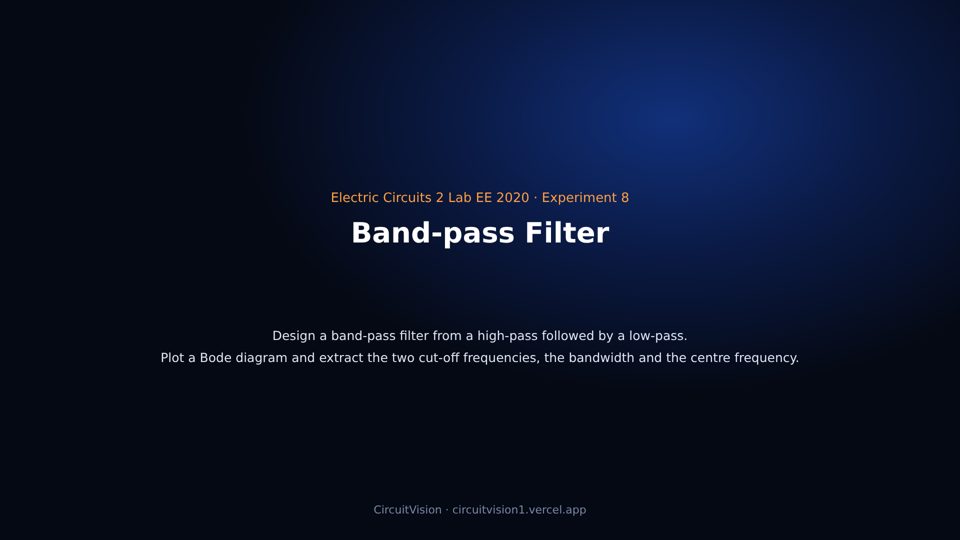 Electric Circuits 2 Lab EE 2020 · Experiment 8
Band-pass Filter
Design a band-pass filter from a high-pass followed by a low-pass.
Plot a Bode diagram and extract the two cut-off frequencies, the bandwidth and the centre frequency.
CircuitVision · circuitvision1.vercel.app